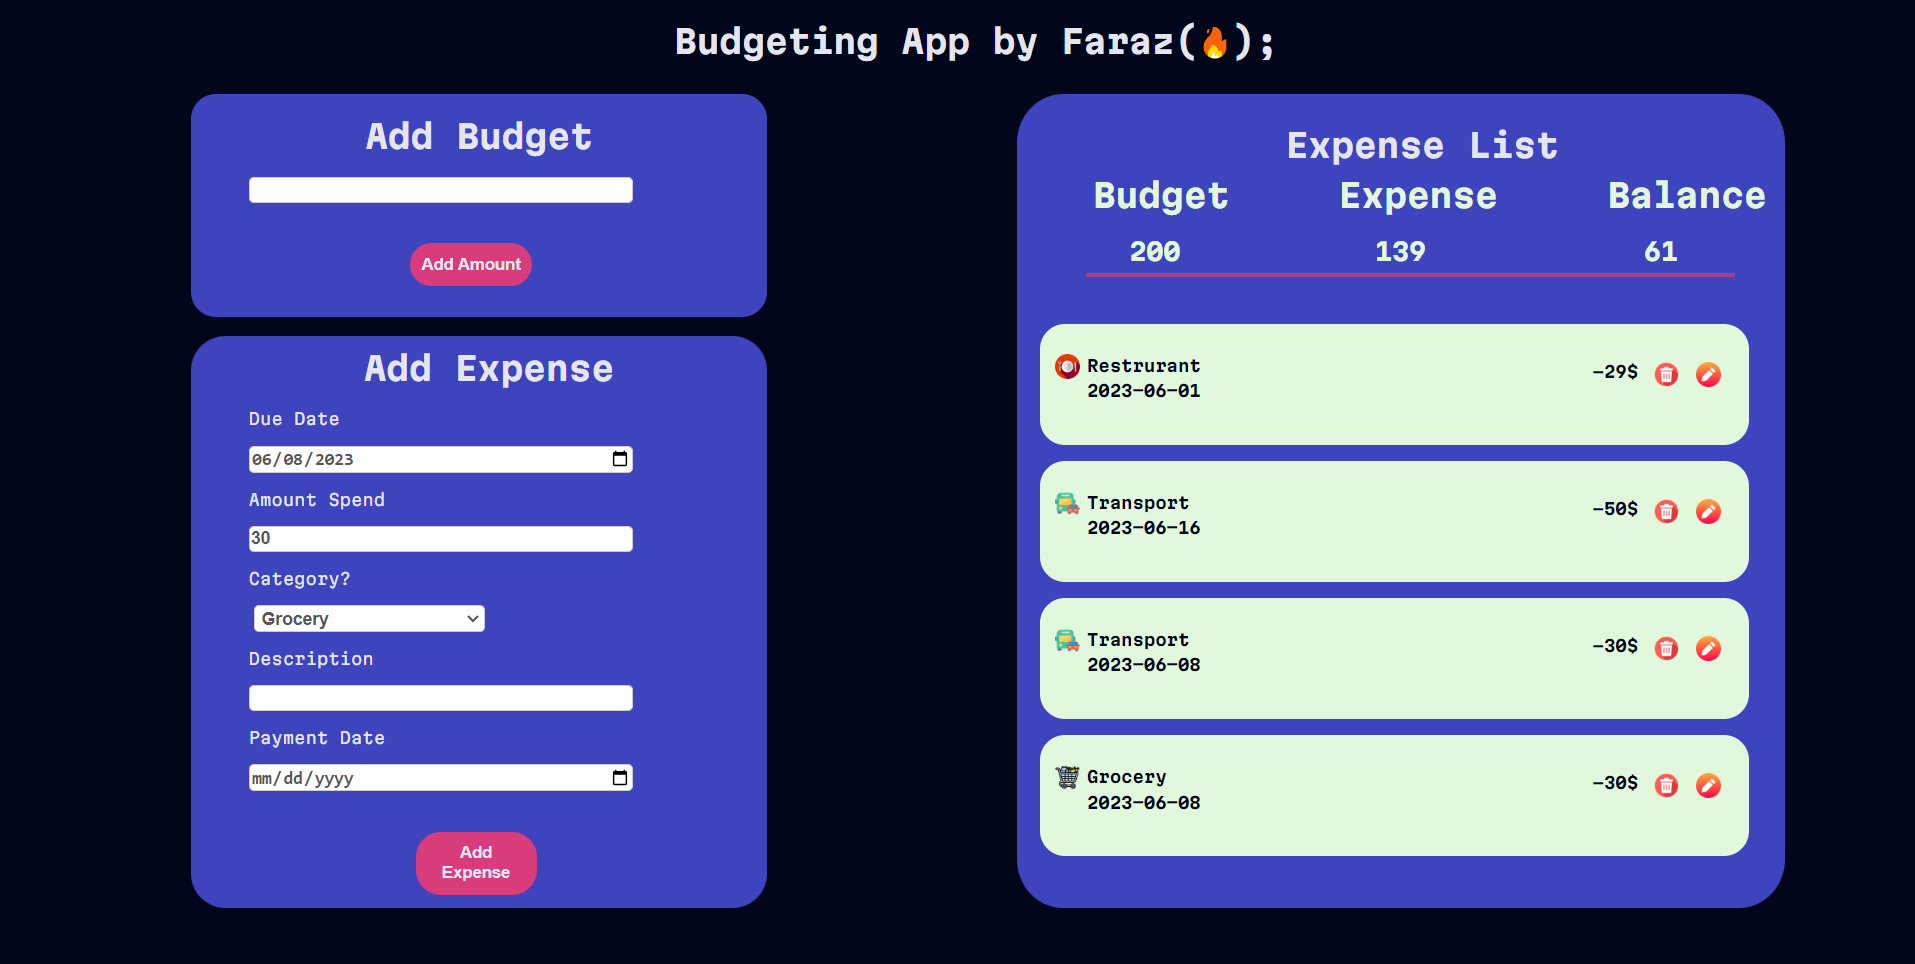 Budgeting App by Faraz(🔥);
Add Budget
Add Amount
Add Expense
Due Date
06/08/2023
Amount Spend
30
Category?
Grocery
Description
Payment Date
mm/dd/yyyy
Add
Expense
Expense List
Budget Expense Balance
200 139 61
Restrurant -29$
2023-06-01
Transport -50$
2023-06-16
Transport -30$
2023-06-08
Grocery -30$
2023-06-08